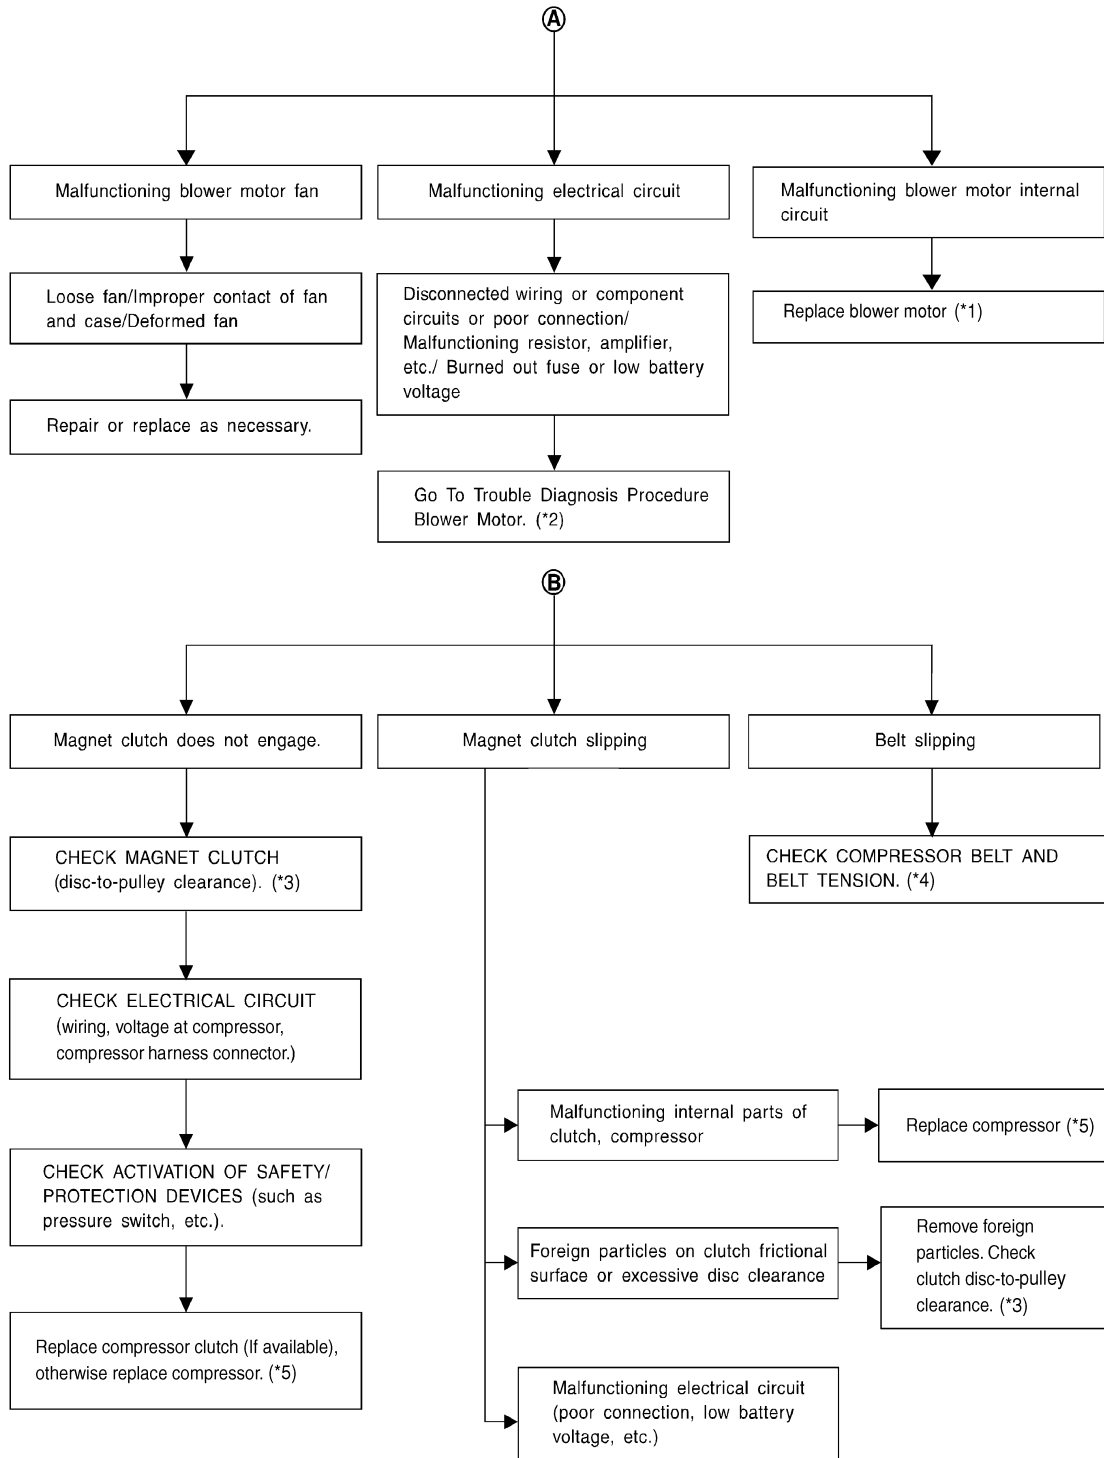 A
Malfunctioning blower motor fan
Loose fan/Improper contact of fan
and case/Deformed fan
Repair or replace as necessary.
Malfunctioning electrical circuit
Disconnected wiring or component
circuits or poor connection/
Malfunctioning resistor, amplifier,
etc./ Burned out fuse or low battery
voltage
Go To Trouble Diagnosis Procedure
Blower Motor. (*2)
Malfunctioning blower motor internal
circuit
Replace blower motor (*1)
B
Magnet clutch does not engage.
CHECK MAGNET CLUTCH
(disc-to-pulley clearance). (*3)
CHECK ELECTRICAL CIRCUIT
(wiring, voltage at compressor,
compressor harness connector.)
CHECK ACTIVATION OF SAFETY/
PROTECTION DEVICES (such as
pressure switch, etc.).
Replace compressor clutch (If available),
otherwise replace compressor. (*5)
Magnet clutch slipping
Malfunctioning internal parts of
clutch, compressor
Replace compressor (*5)
Foreign particles on clutch frictional
surface or excessive disc clearance
Remove foreign
particles. Check
clutch disc-to-pulley
clearance. (*3)
Malfunctioning electrical circuit
(poor connection, low battery
voltage, etc.)
Belt slipping
CHECK COMPRESSOR BELT AND
BELT TENSION. (*4)